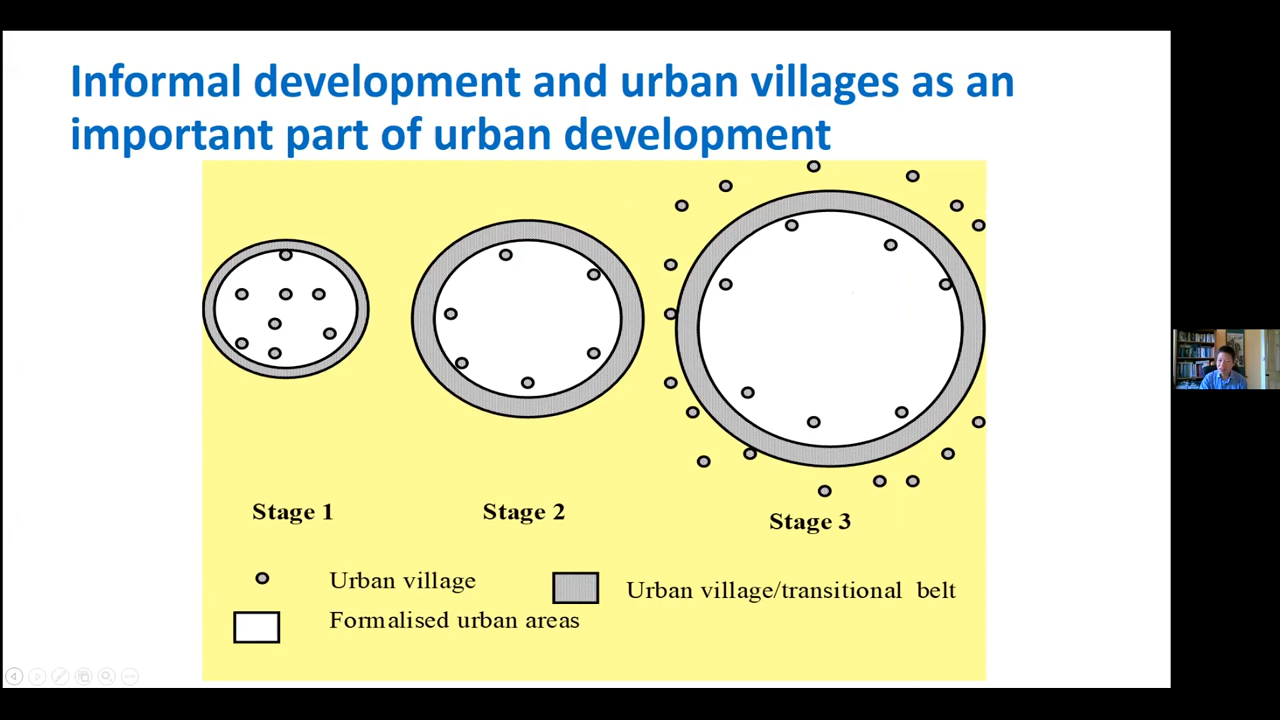 Informal development and urban villages as an
important part of urban development
Stage 1
Stage 2
Stage 3
Urban village
Urban village/transitional belt
Formalised urban areas